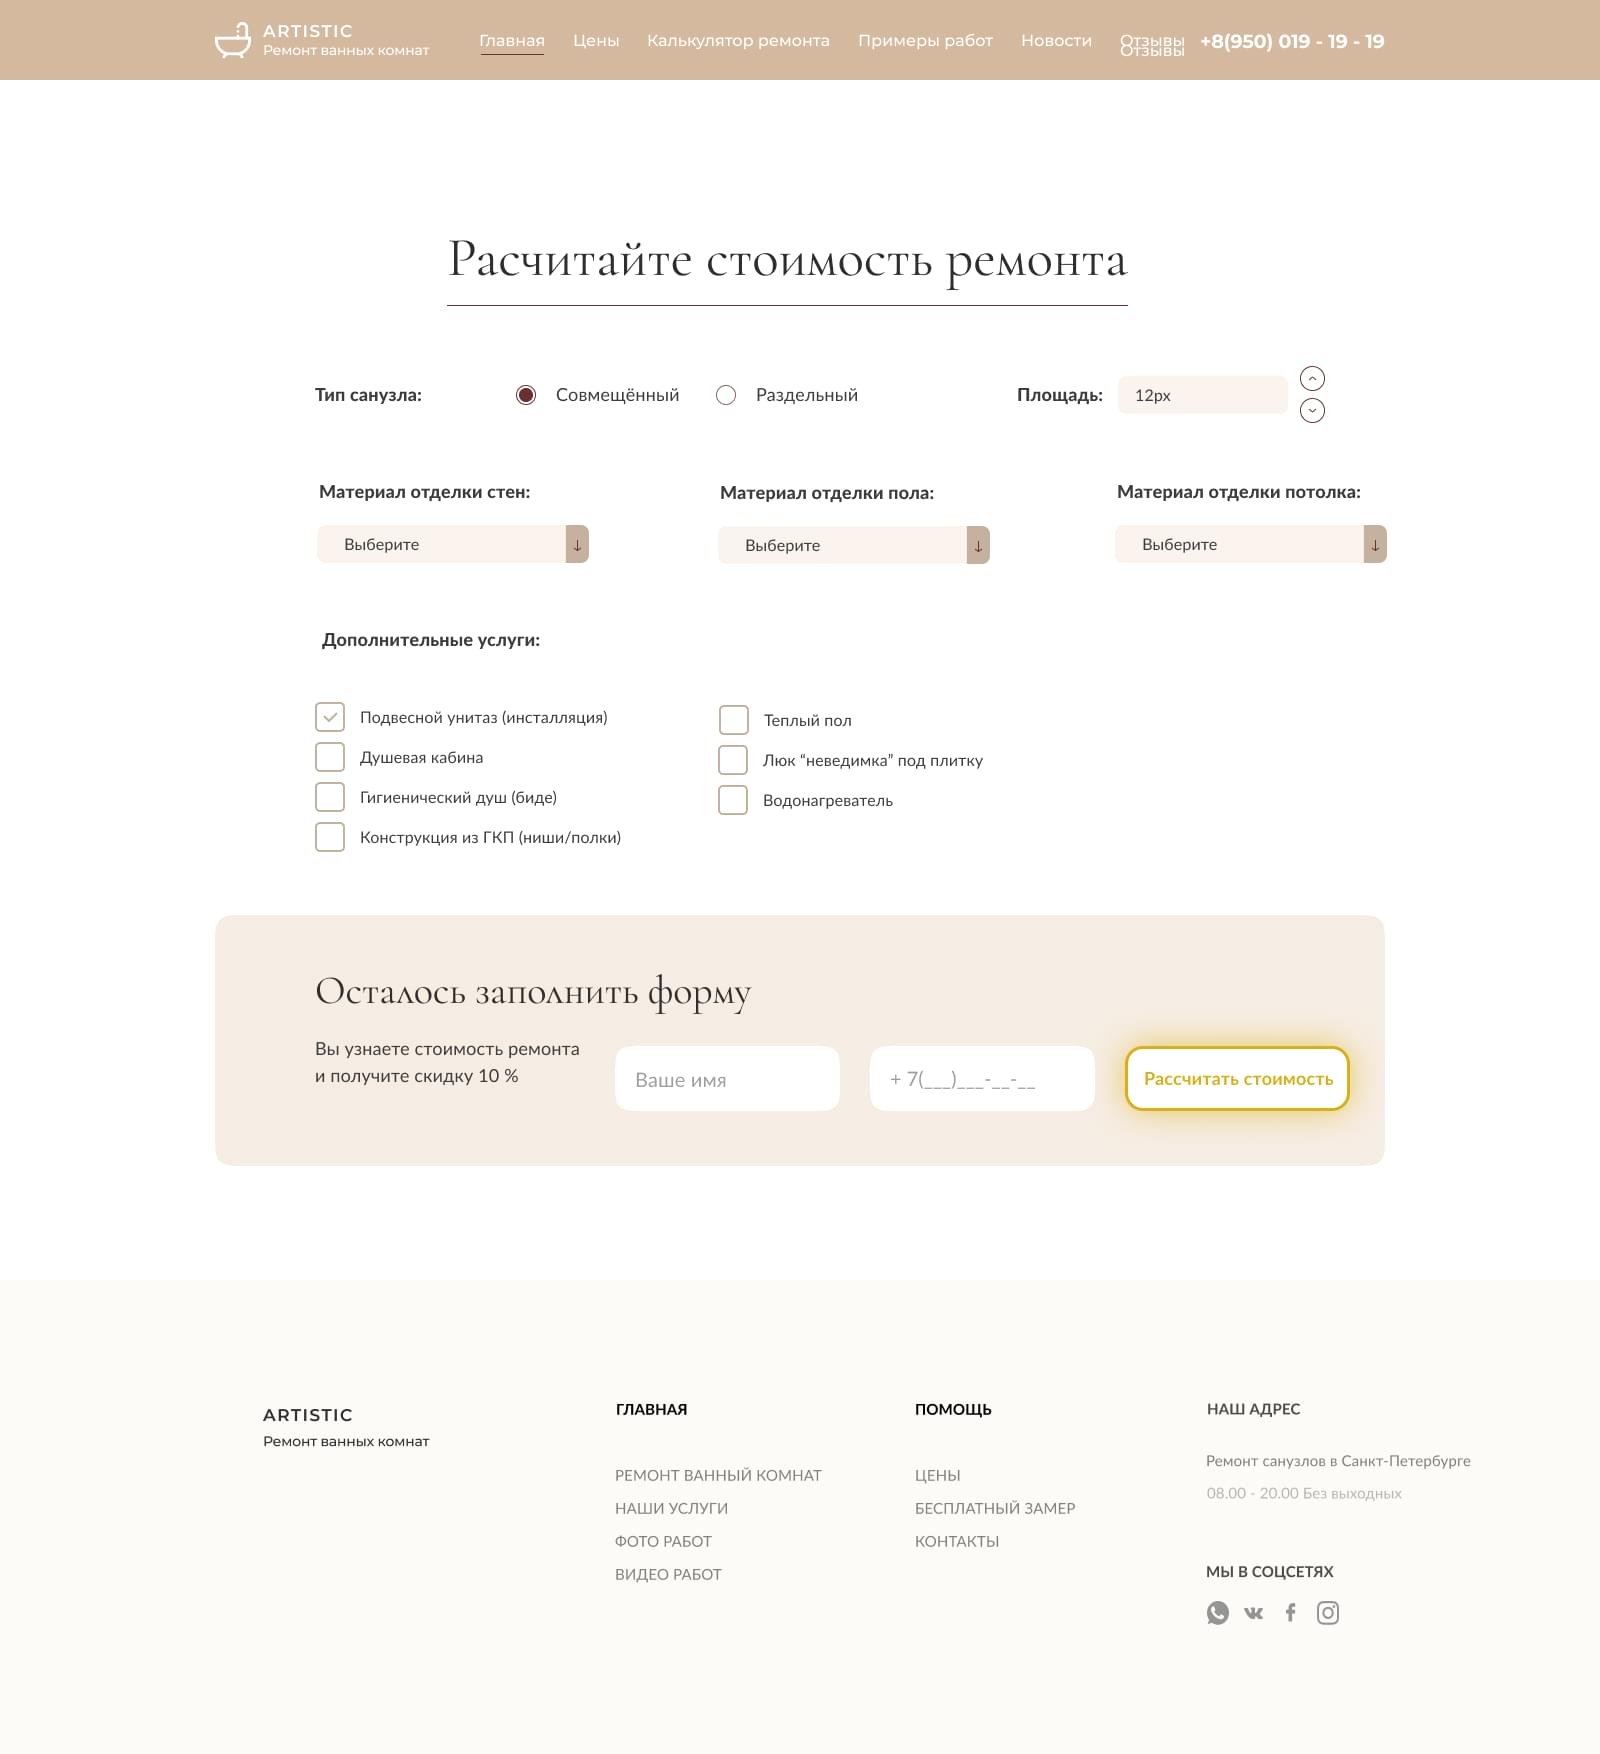 ARTISTIC
Ремонт ванных комнат
Главная Цены Калькулятор ремонта Примеры работ Новости Отзывы +8(950) 019 - 19 - 19
Отзывы
Расчитайте стоимость ремонта
Тип санузла: Совмещённый Раздельный Площадь: 12px
Материал отделки стен: Материал отделки пола: Материал отделки потолка:
Выберите ↓ Выберите ↓ Выберите ↓
Дополнительные услуги:
Подвесной унитаз (инсталляция)
Душевая кабина
Гигиенический душ (биде)
Конструкция из ГКП (ниши/полки)
Теплый пол
Люк “неведимка” под плитку
Водонагреватель
Осталось заполнить форму
Вы узнаете стоимость ремонта
и получите скидку 10 %
Ваше имя
+ 7(___)___-__-__
Рассчитать стоимость
ARTISTIC
Ремонт ванных комнат
ГЛАВНАЯ
РЕМОНТ ВАННЫЙ КОМНАТ
НАШИ УСЛУГИ
ФОТО РАБОТ
ВИДЕО РАБОТ
ПОМОЩЬ
ЦЕНЫ
БЕСПЛАТНЫЙ ЗАМЕР
КОНТАКТЫ
НАШ АДРЕС
Ремонт санузлов в Санкт-Петербурге
08.00 - 20.00 Без выходных
МЫ В СОЦСЕТЯХ